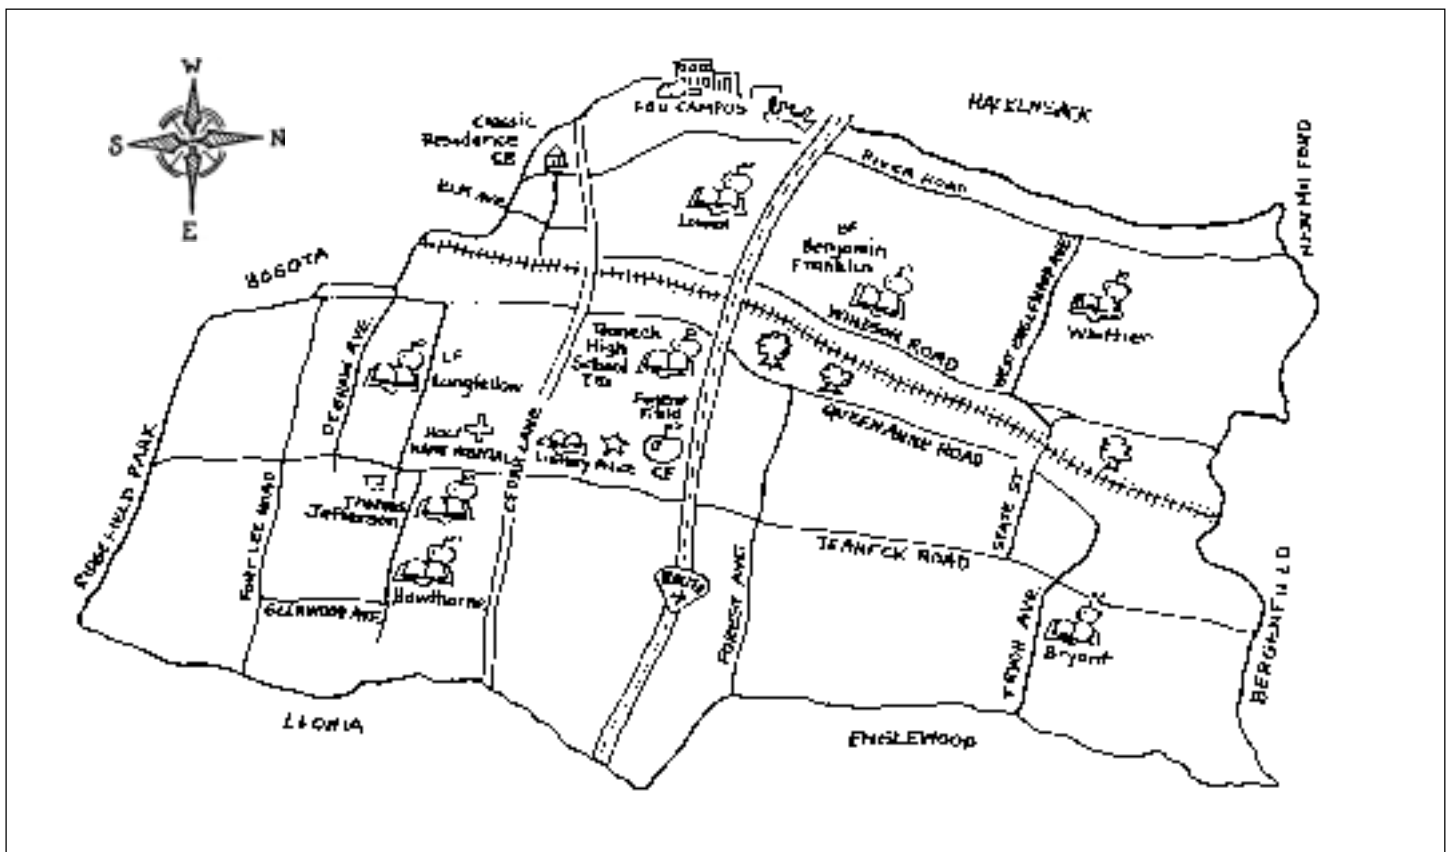 W
S
N
E
HACKENSACK
NEW MILFORD
FDU CAMPUS
Classic
Residence
CR
RIVER ROAD
ELM AVE.
Lowell
BOGOTA
BF
Benjamin
Franklin
WINDSOR ROAD
WEST ENGLEWOOD AVE
Whittier
DEGRAW AVE.
LF
Longfellow
Teaneck
High
School
CEDAR LANE
Field
QUEEN ANNE ROAD
HOLY
NAME HOSPITAL
Library
Police
CF
RIDGEFIELD PARK
FORT LEE ROAD
Thomas
Jefferson
STATE ST
TEANECK ROAD
Hawthorne
GLENWOOD AVE
ROUTE
4
FOREST AVE
TRYON AVE.
Bryant
BERGENFIELD
LEONIA
ENGLEWOOD